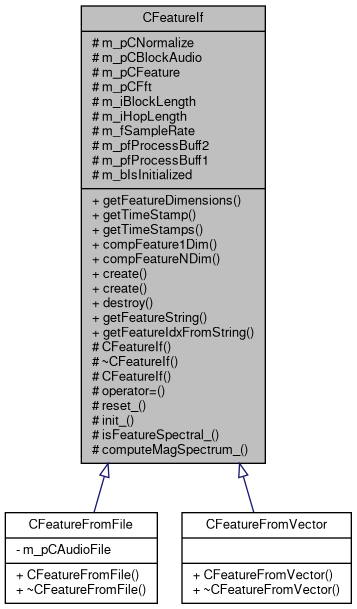 CFeatureIf
# m_pCNormalize
# m_pCBlockAudio
# m_pCFeature
# m_pCFft
# m_iBlockLength
# m_iHopLength
# m_fSampleRate
# m_pfProcessBuff2
# m_pfProcessBuff1
# m_bIsInitialized
+ getFeatureDimensions()
+ getTimeStamp()
+ getTimeStamps()
+ compFeature1Dim()
+ compFeatureNDim()
+ create()
+ create()
+ destroy()
+ getFeatureString()
+ getFeatureIdxFromString()
# CFeatureIf()
# ~CFeatureIf()
# CFeatureIf()
# operator=()
# reset_()
# init_()
# isFeatureSpectral_()
# computeMagSpectrum_()
CFeatureFromFile
- m_pCAudioFile
+ CFeatureFromFile()
+ ~CFeatureFromFile()
CFeatureFromVector
+ CFeatureFromVector()
+ ~CFeatureFromVector()